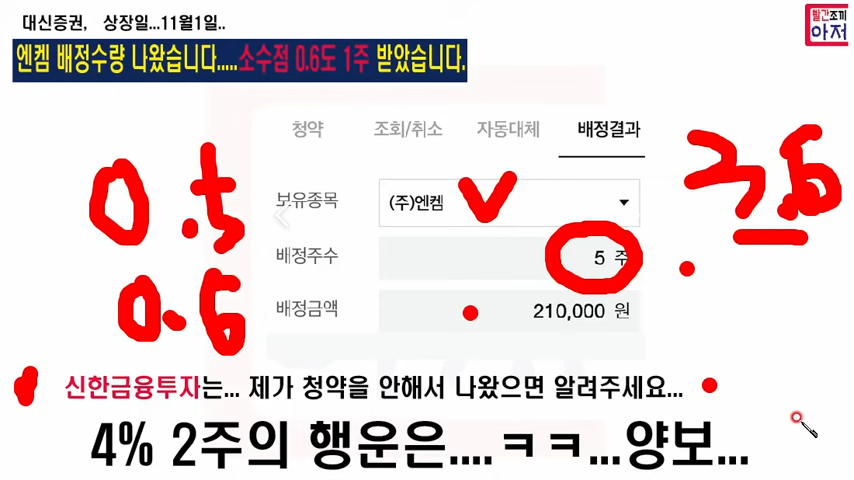 대신증권, 상장일...11월1일..
빨간조끼
아저
엔켐 배정수량 나왔습니다.....소수점 0.6도 1주 받았습니다.
청약 조회/취소 자동대체 배정결과
0.5
3.6
보유종목 (주)엔켐
배정주수 5 주
0.6
배정금액 210,000 원
신한금융투자는... 제가 청약을 안해서 나왔으면 알려주세요...
4% 2주의 행운은....ㅋㅋ...양보...